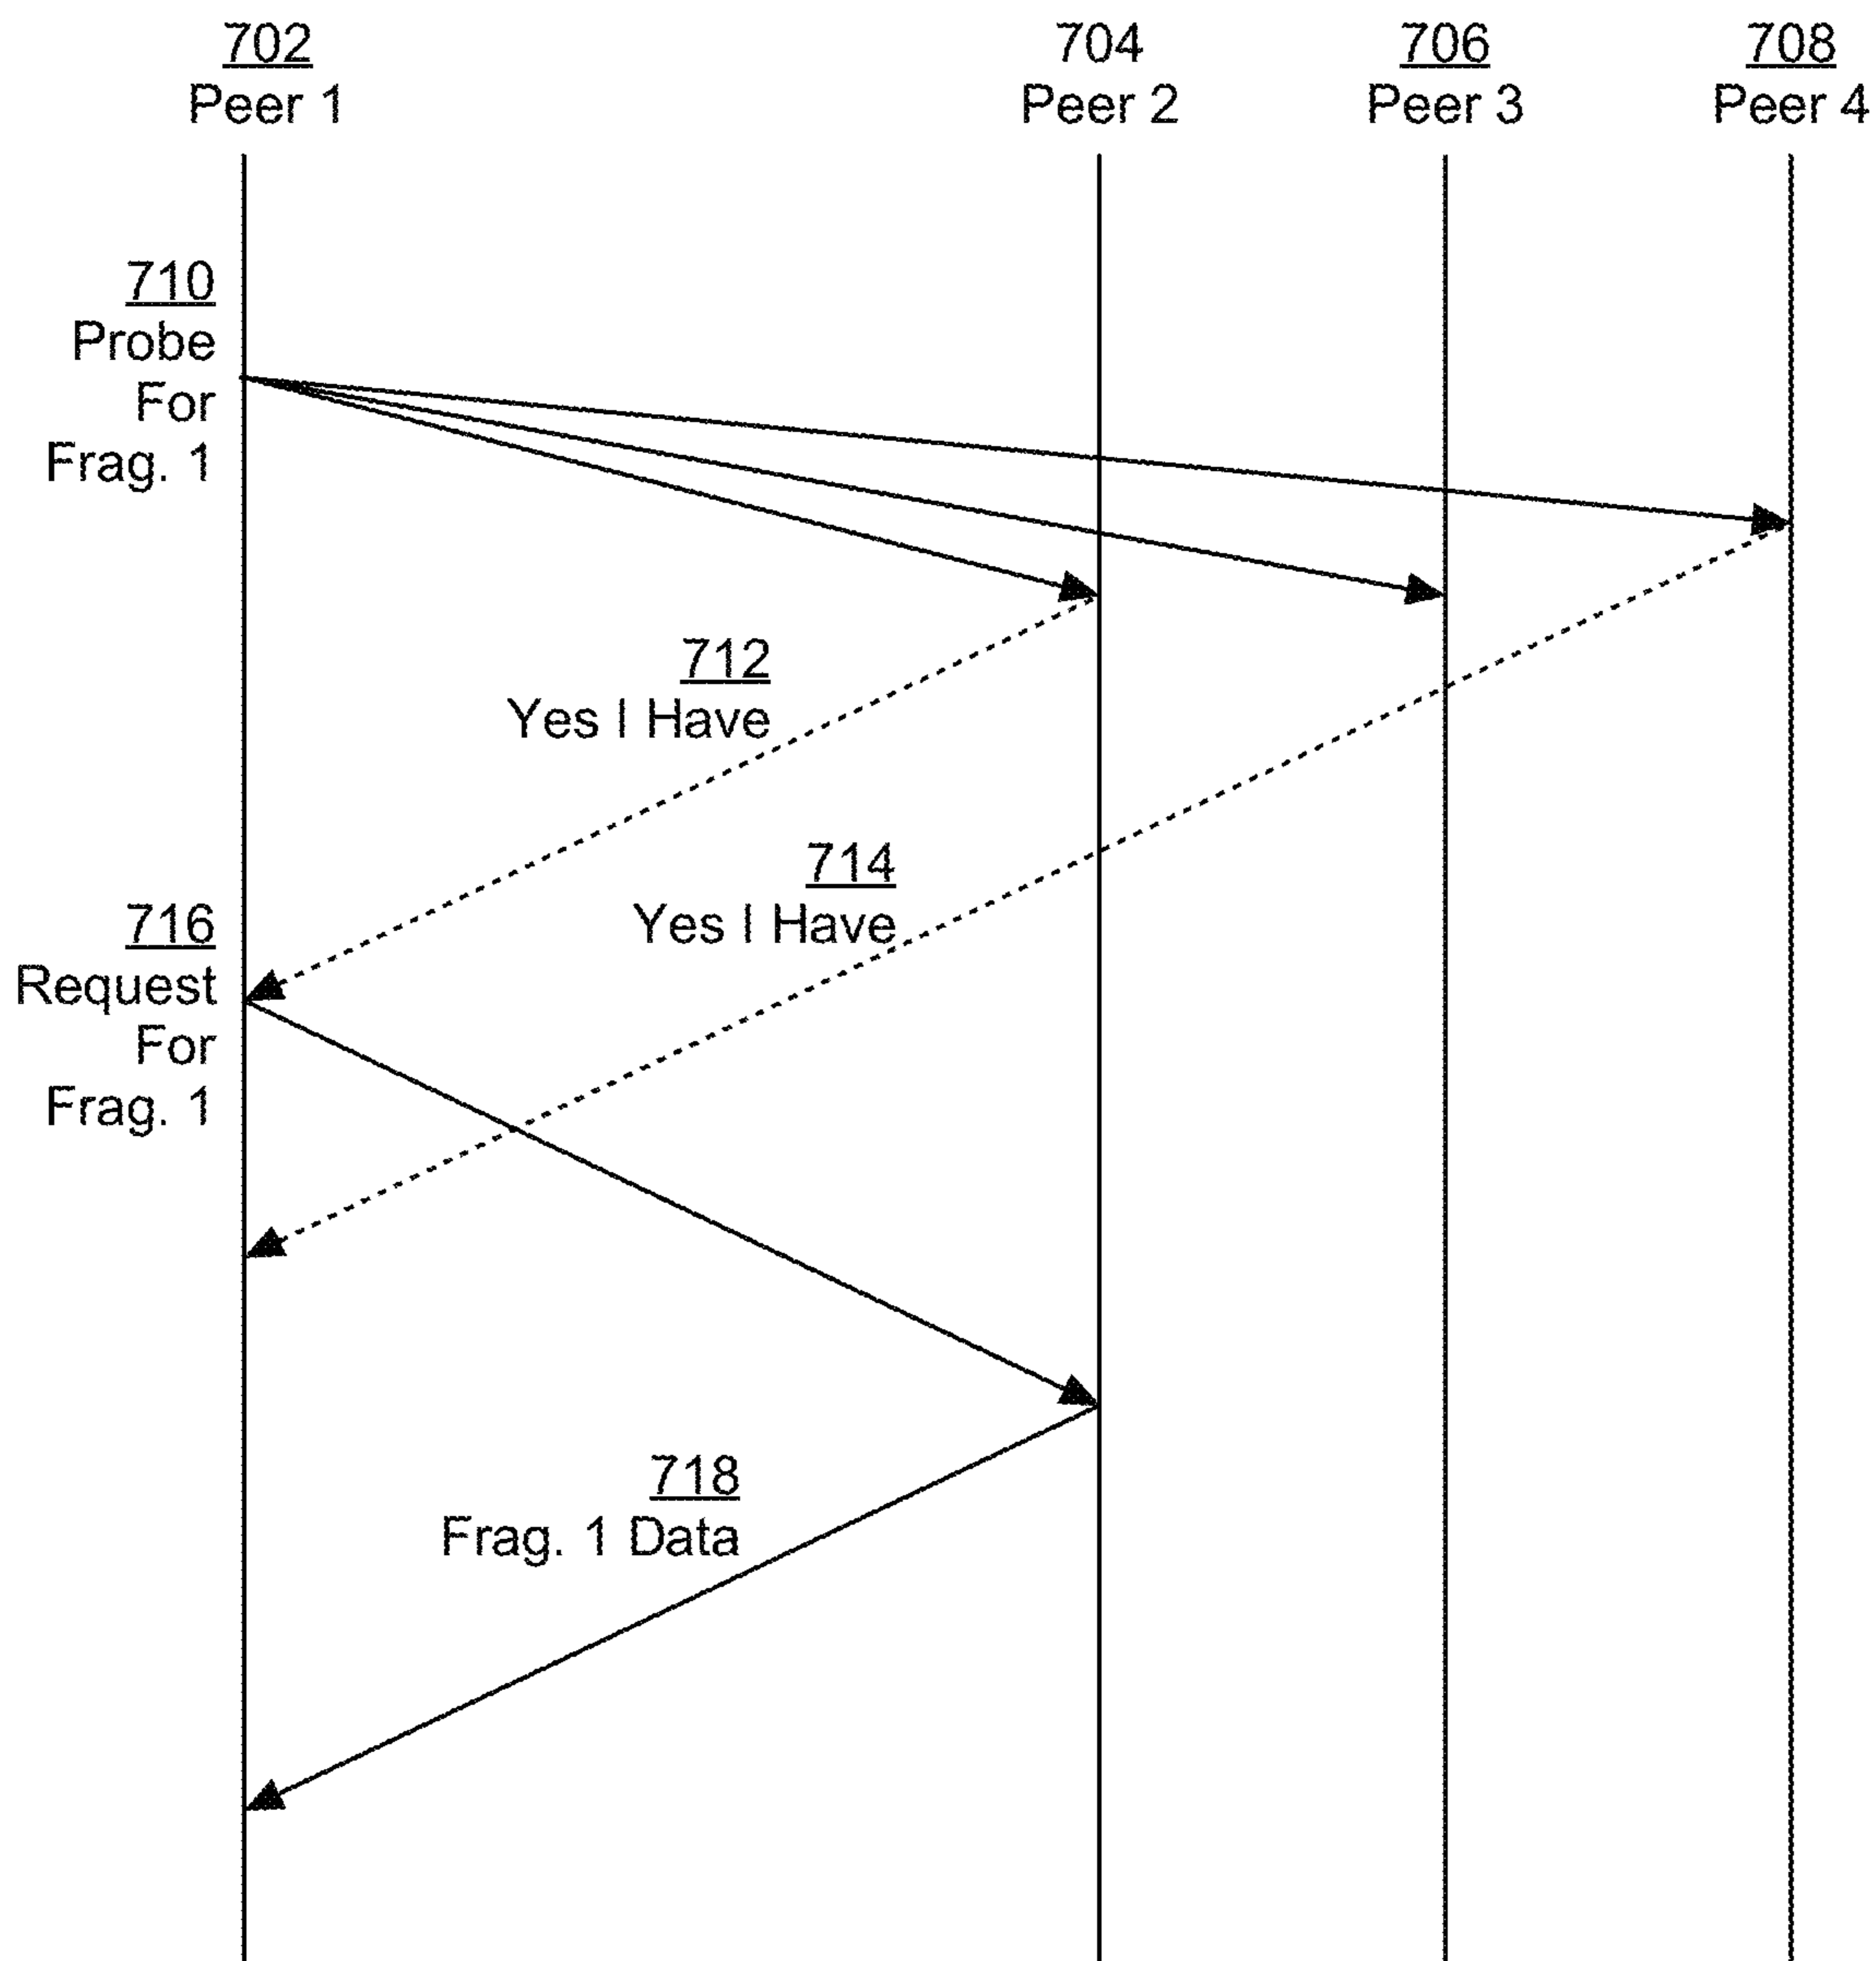 702
Peer 1
704
Peer 2
706
Peer 3
708
Peer 4
710
Probe
For
Frag. 1
712
Yes I Have
714
Yes I Have
716
Request
For
Frag. 1
718
Frag. 1 Data